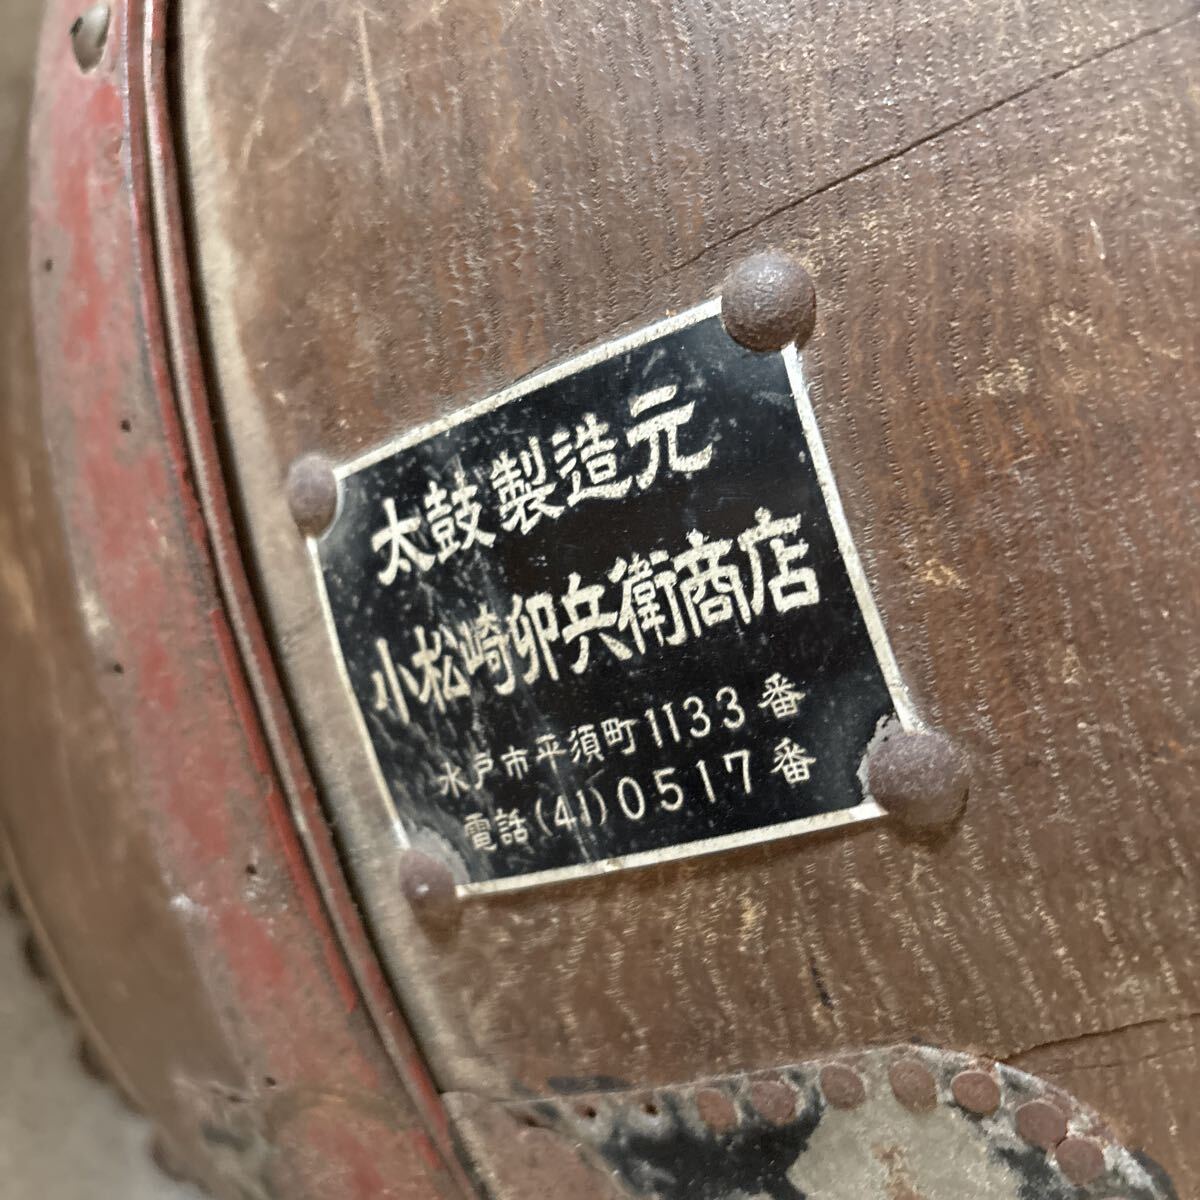 太鼓製造元
小松崎卯兵衛商店
水戸市平須町1133番
電話(41)0517番